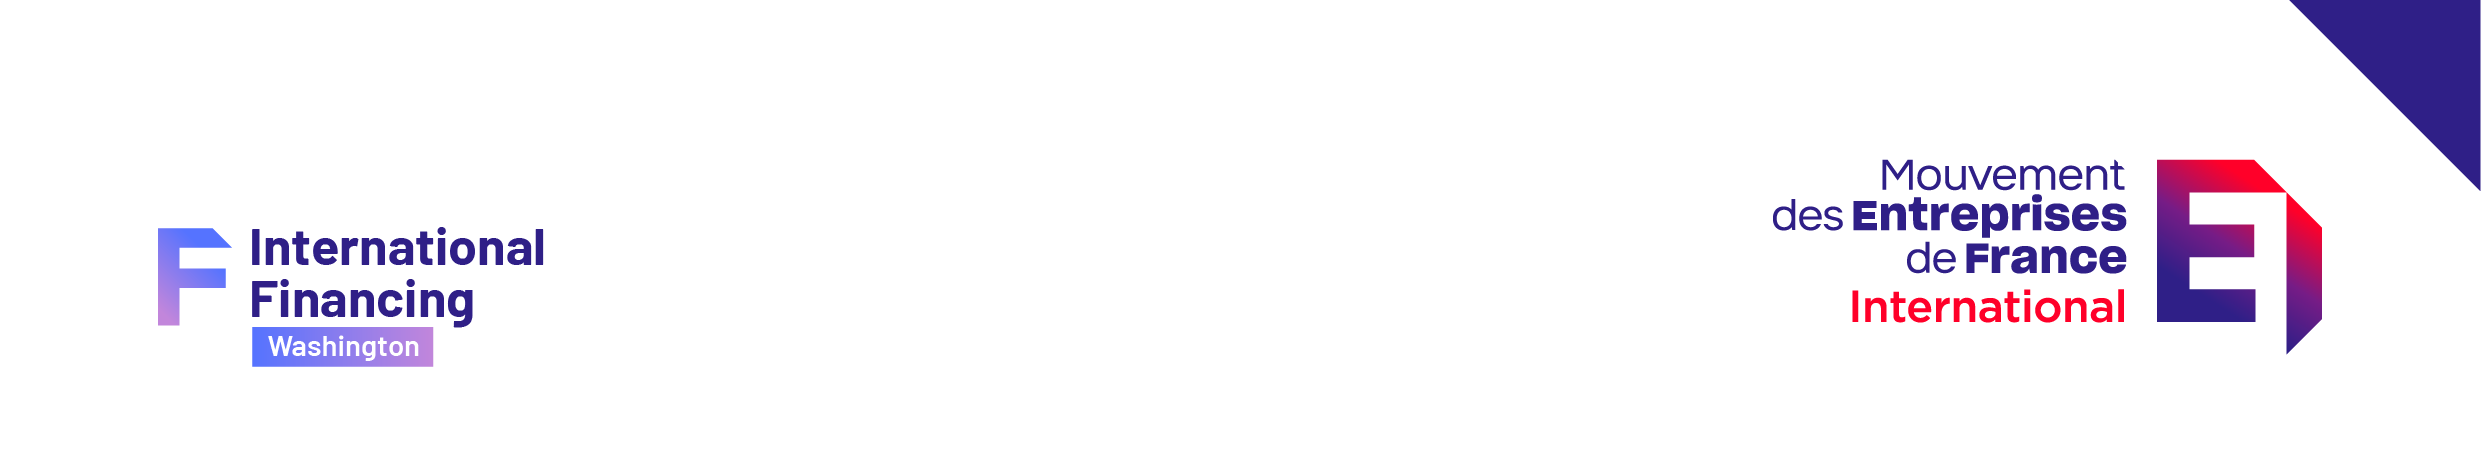 International
Financing
Washington
Mouvement
des Entreprises
de France
International